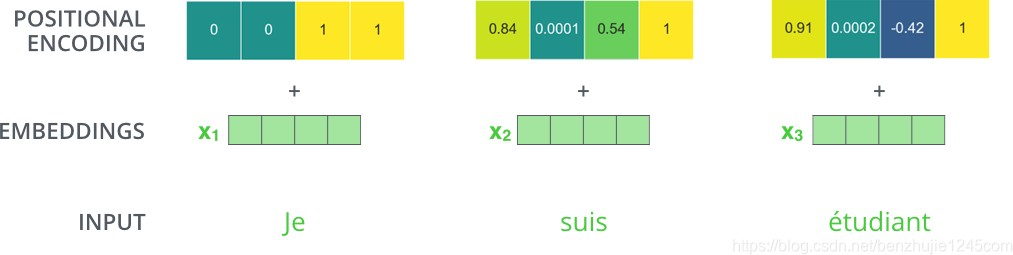 POSITIONAL
ENCODING
0 0 1 1
0.84 0.0001 0.54 1
0.91 0.0002 -0.42 1
+ + +
EMBEDDINGS
x1
x2
x3
INPUT
Je
suis
étudiant
https://blog.csdn.net/benzhujie1245com